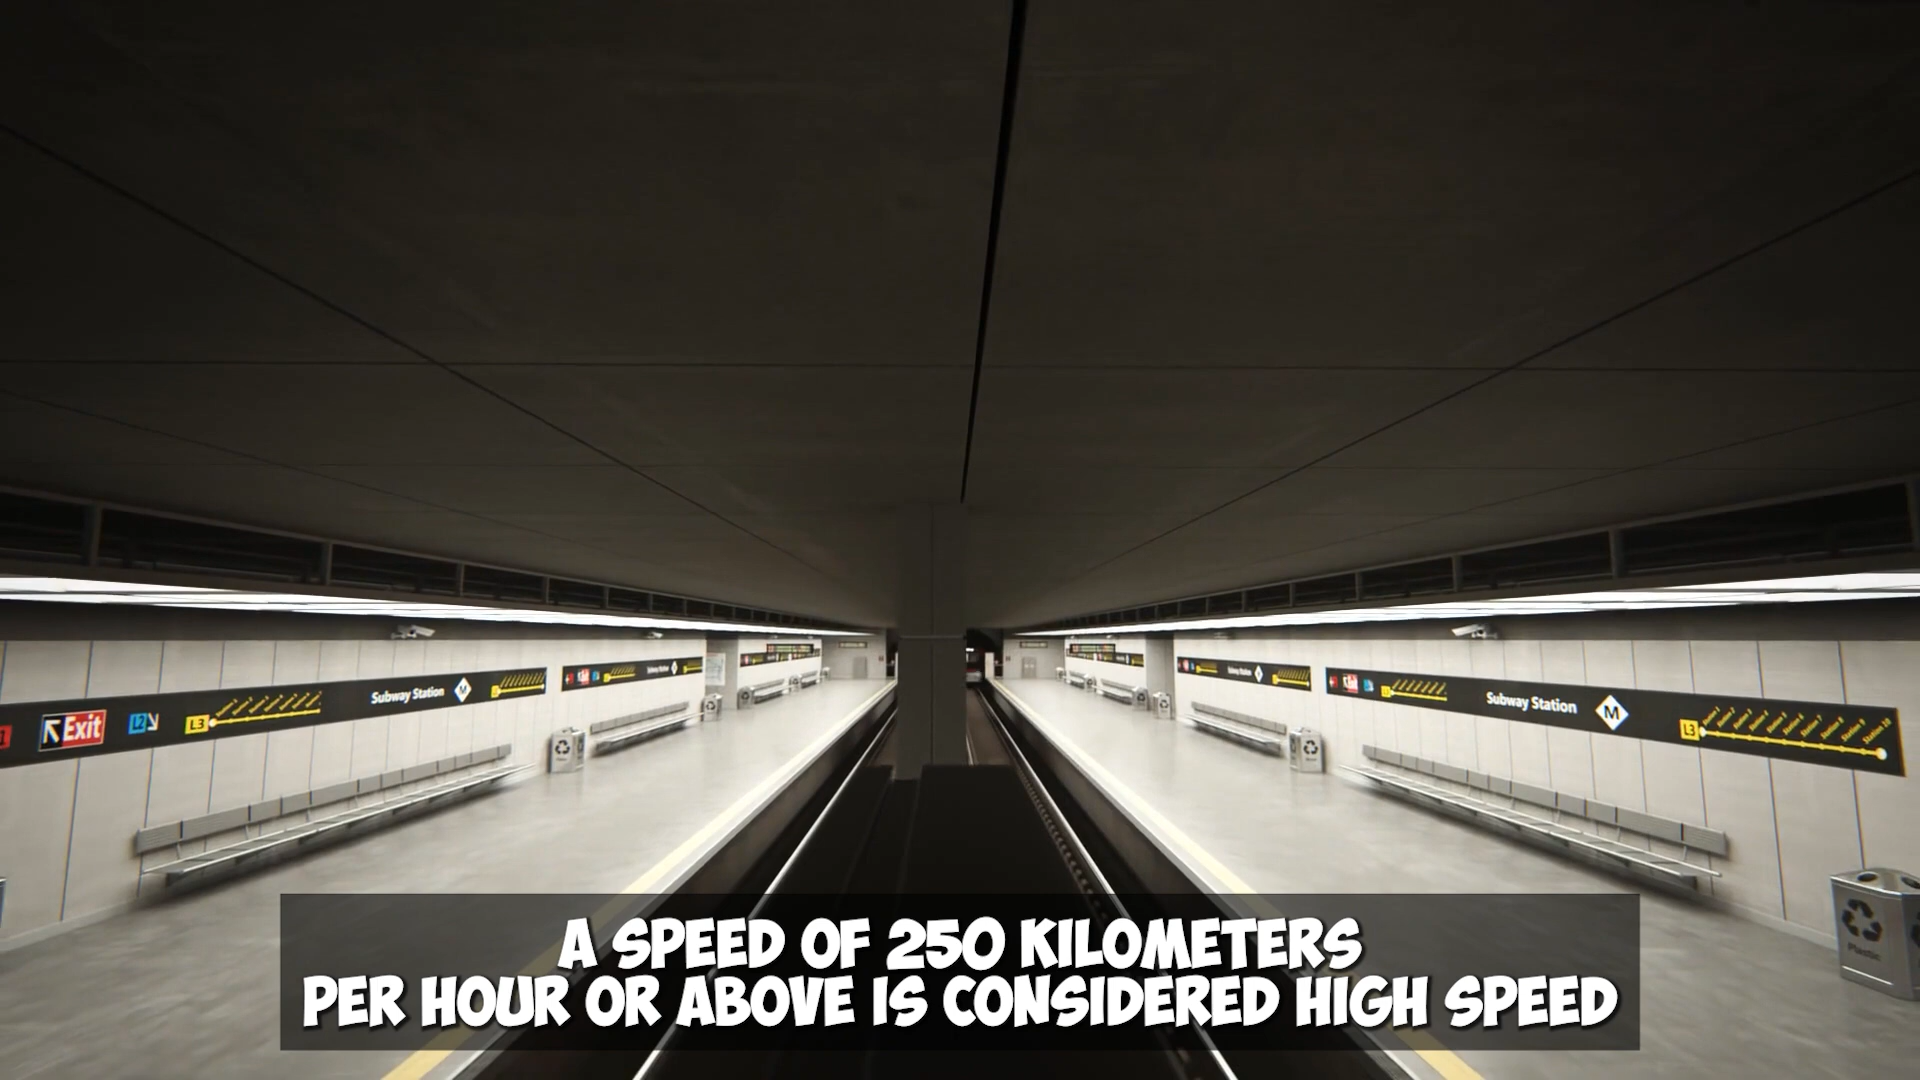 Exit
L2
L3
Subway Station
M
Subway Station
M
L3
Plastic
A SPEED OF 250 KILOMETERS
PER HOUR OR ABOVE IS CONSIDERED HIGH SPEED